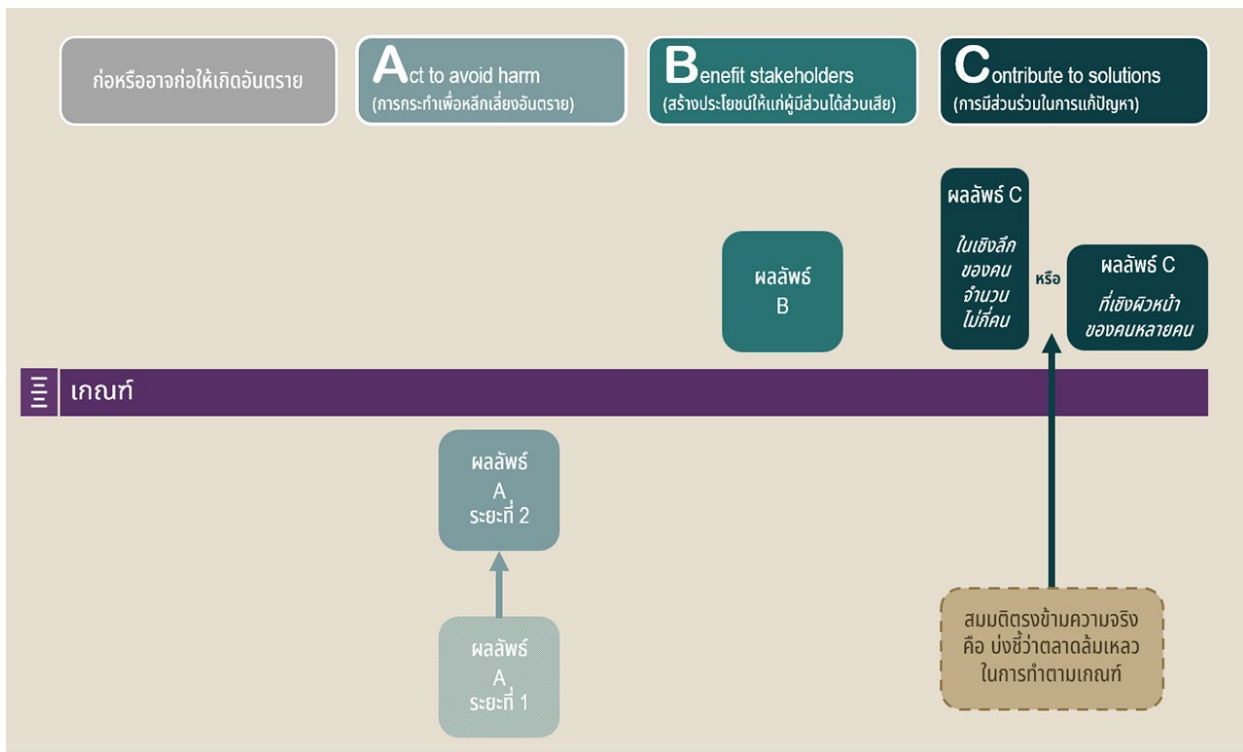 ก่อหรืออาจก่อให้เกิดอันตราย
Act to avoid harm
(การกระทำเพื่อหลีกเลี่ยงอันตราย)
Benefit stakeholders
(สร้างประโยชน์ให้แก่ผู้มีส่วนได้ส่วนเสีย)
Contribute to solutions
(การมีส่วนร่วมในการแก้ปัญหา)
ผลลัพธ์
B
ผลลัพธ์ C
ในเชิงลึก
ของคน
จำนวน
ไม่กี่คน
หรือ
ผลลัพธ์ C
ที่เชิงผิวหน้า
ของคนหลายคน
เกณฑ์
ผลลัพธ์
A
ระยะที่ 2
ผลลัพธ์
A
ระยะที่ 1
สมมติตรงข้ามความจริง
คือ บ่งชี้ว่าตลาดล้มเหลว
ในการทำตามเกณฑ์